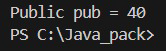 Public pub = 40
PS C:\Java_pack>